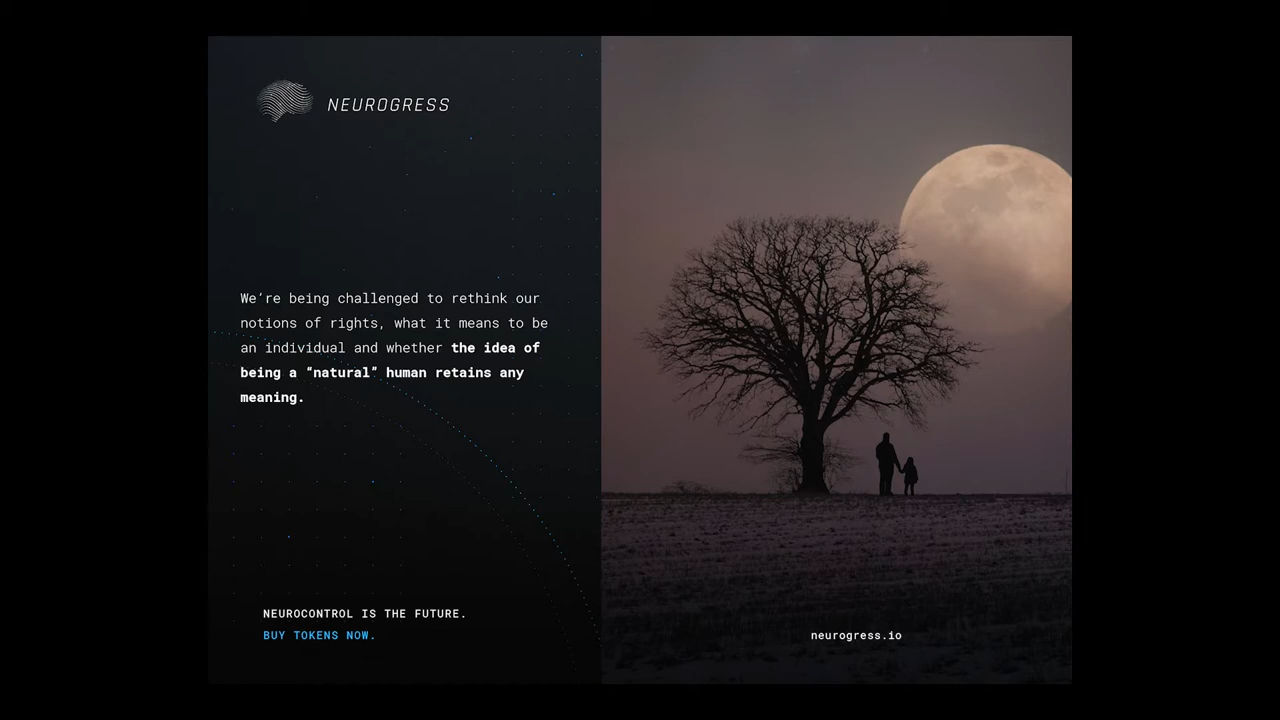 NEUROGRESS
We’re being challenged to rethink our
notions of rights, what it means to be
an individual and whether the idea of
being a “natural” human retains any
meaning.
NEUROCONTROL IS THE FUTURE.
BUY TOKENS NOW.
neurogress.io